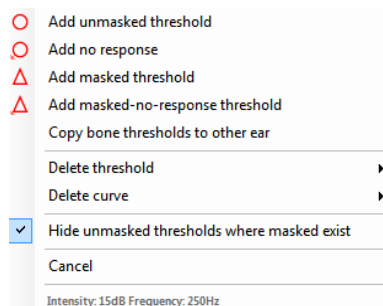 Add unmasked threshold
Add no response
Add masked threshold
Add masked-no-response threshold
Copy bone thresholds to other ear
Delete threshold
Delete curve
Hide unmasked thresholds where masked exist
Cancel
Intensity: 15dB Frequency: 250Hz